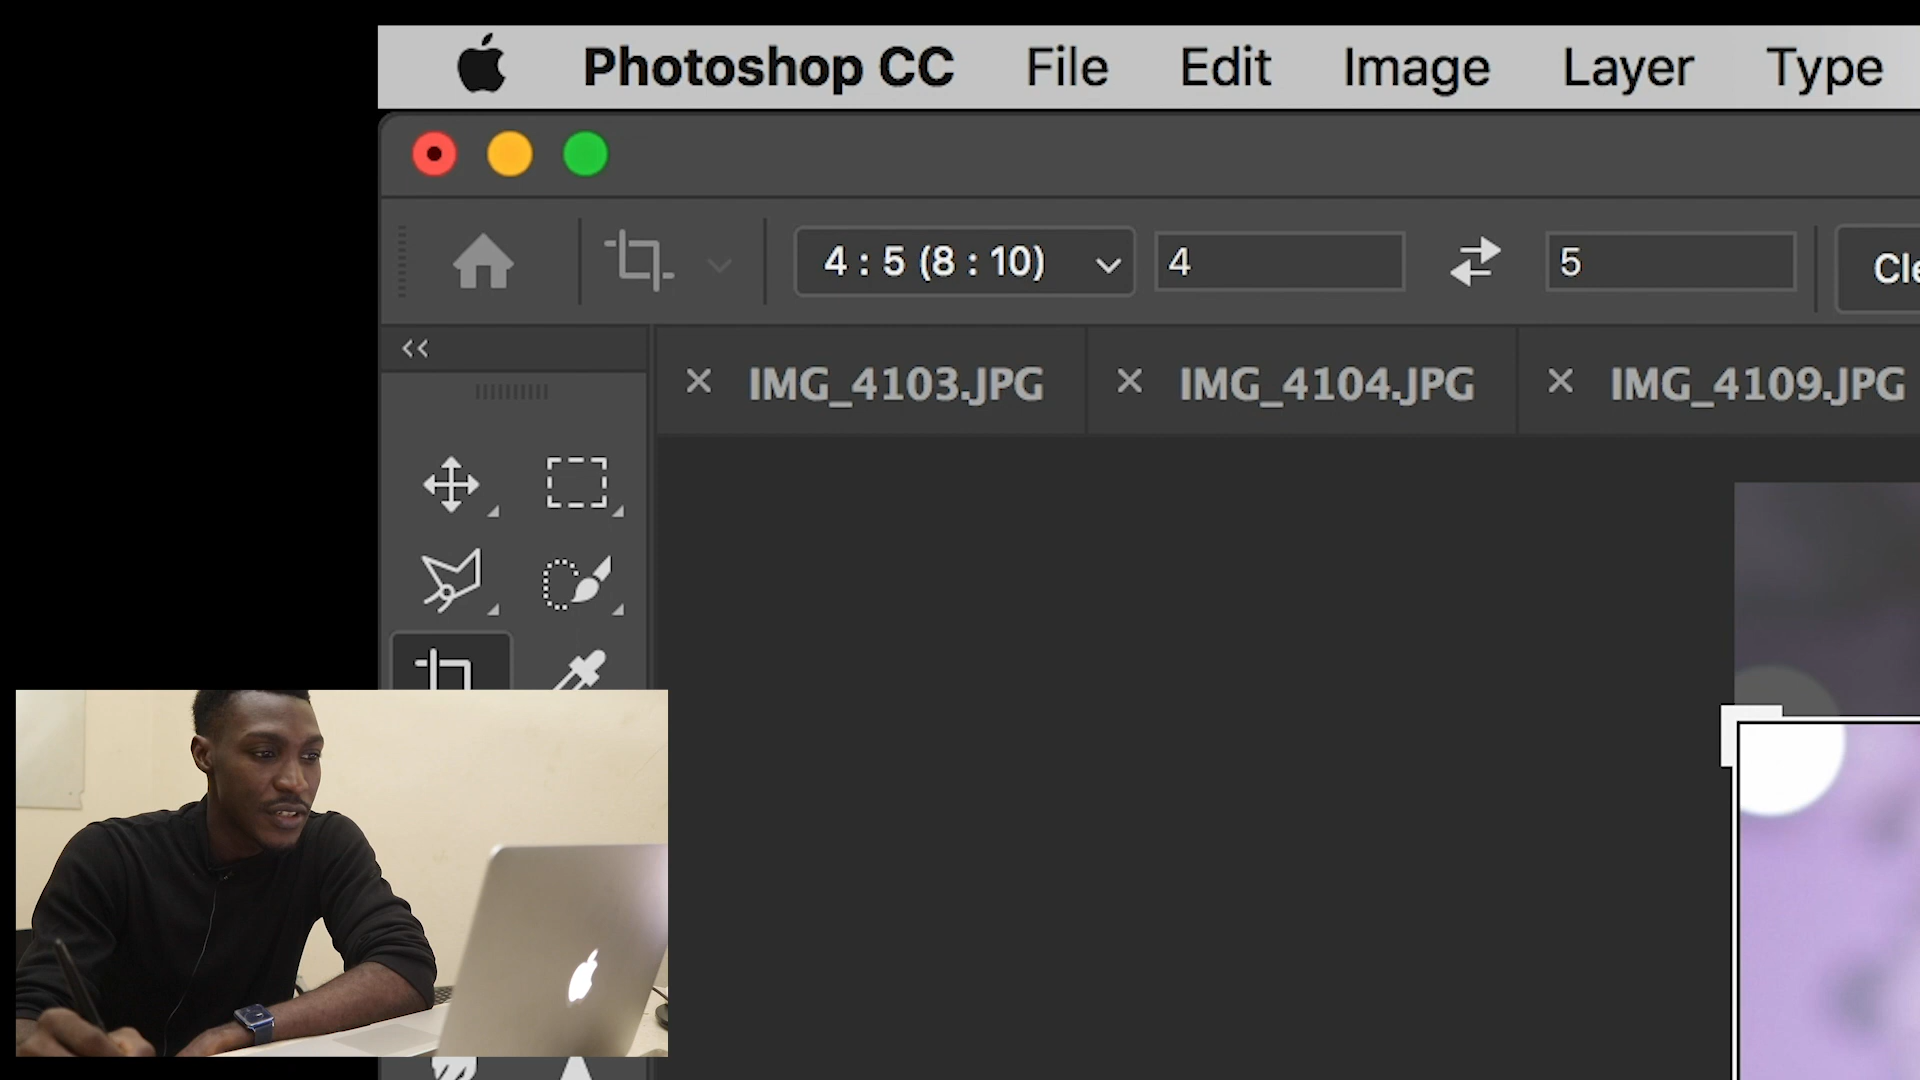 Photoshop CC File Edit Image Layer Type
4 : 5 (8 : 10) 4 5 Cle
IMG_4103.JPG IMG_4104.JPG IMG_4109.JPG